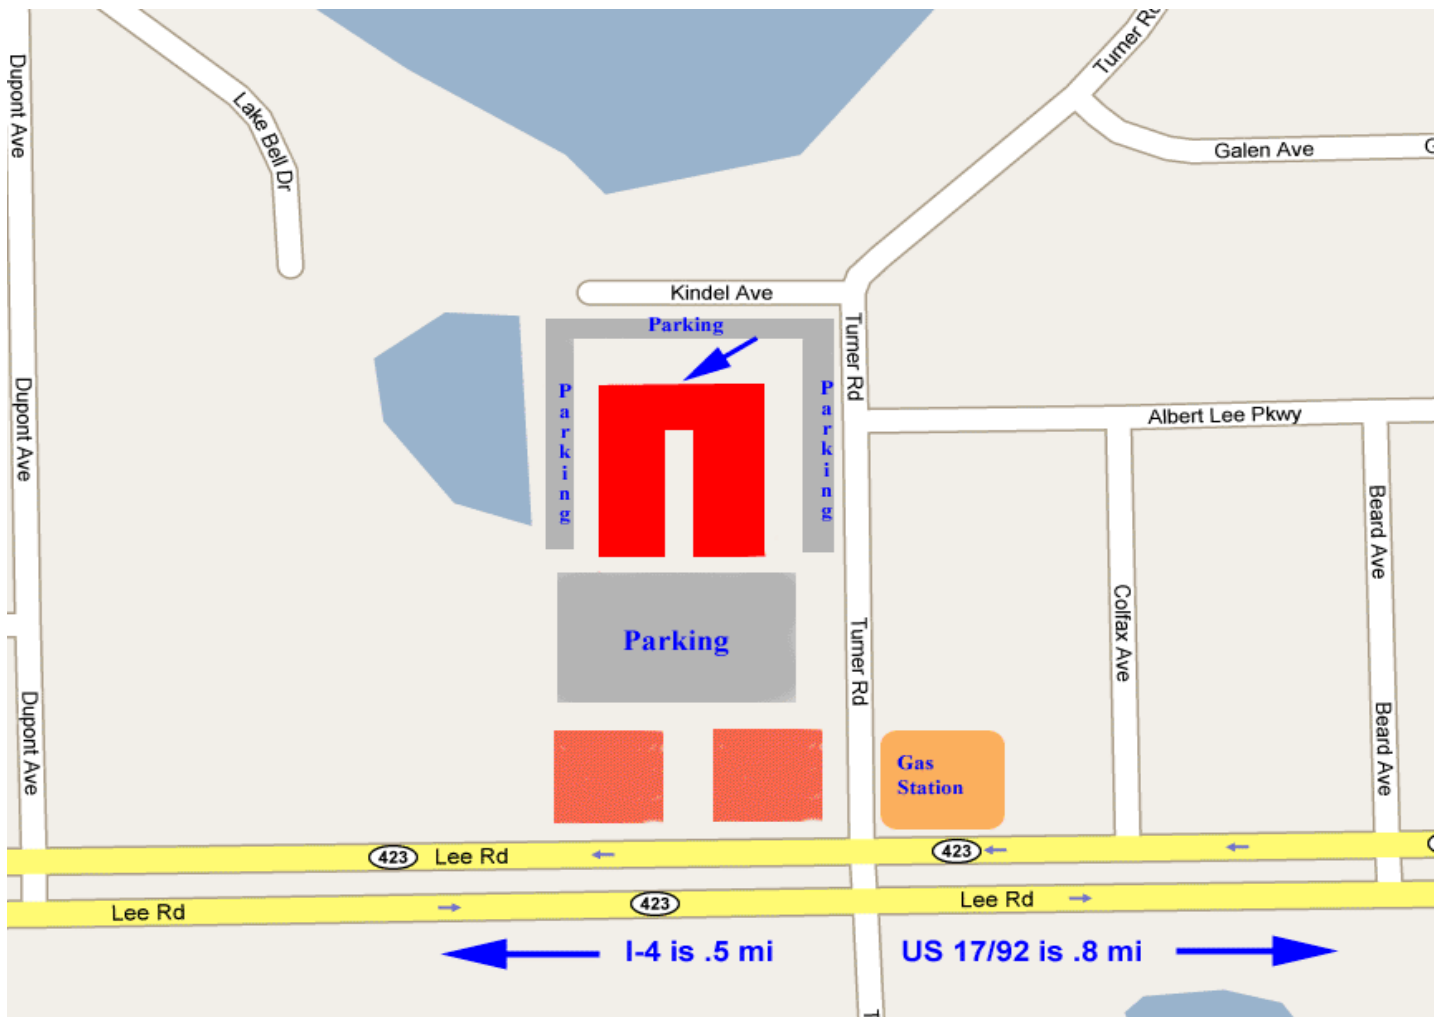 Turner Rd
Dupont Ave
Lake Bell Dr
Galen Ave
G
Kindel Ave
Parking
Turner Rd
Parking
Parking
Dupont Ave
Albert Lee Pkwy
Beard Ave
Colfax Ave
Parking
Turner Rd
Dupont Ave
Beard Ave
Gas
Station
423 Lee Rd
423
Lee Rd
423
Lee Rd
I-4 is .5 mi
US 17/92 is .8 mi
T